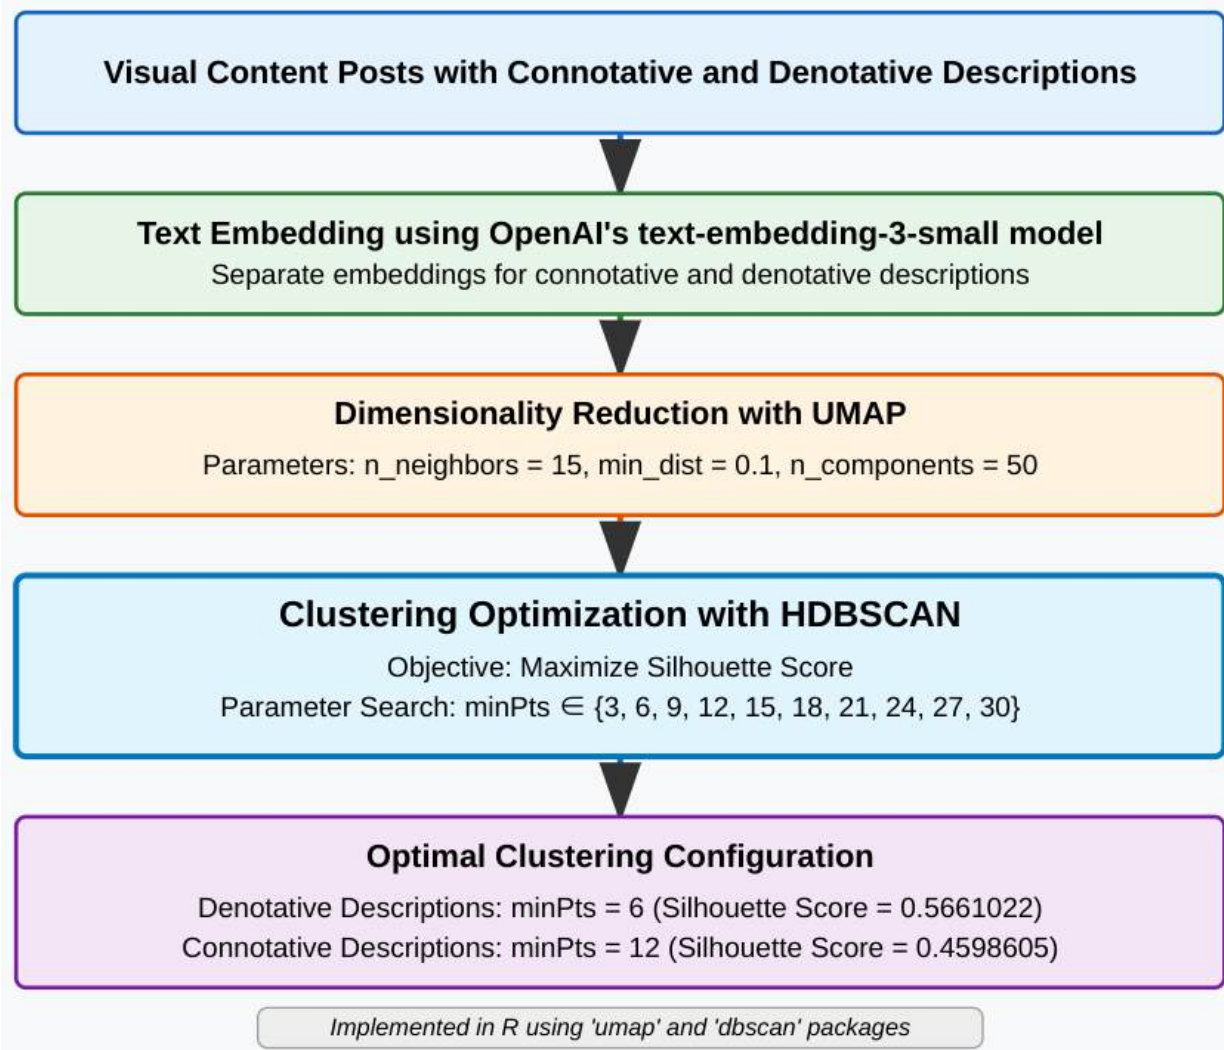 Visual Content Posts with Connotative and Denotative Descriptions
Text Embedding using OpenAI's text-embedding-3-small model
Separate embeddings for connotative and denotative descriptions
Dimensionality Reduction with UMAP
Parameters: n_neighbors = 15, min_dist = 0.1, n_components = 50
Clustering Optimization with HDBSCAN
Objective: Maximize Silhouette Score
Parameter Search: minPts ∈ {3, 6, 9, 12, 15, 18, 21, 24, 27, 30}
Optimal Clustering Configuration
Denotative Descriptions: minPts = 6 (Silhouette Score = 0.5661022)
Connotative Descriptions: minPts = 12 (Silhouette Score = 0.4598605)
Implemented in R using 'umap' and 'dbscan' packages